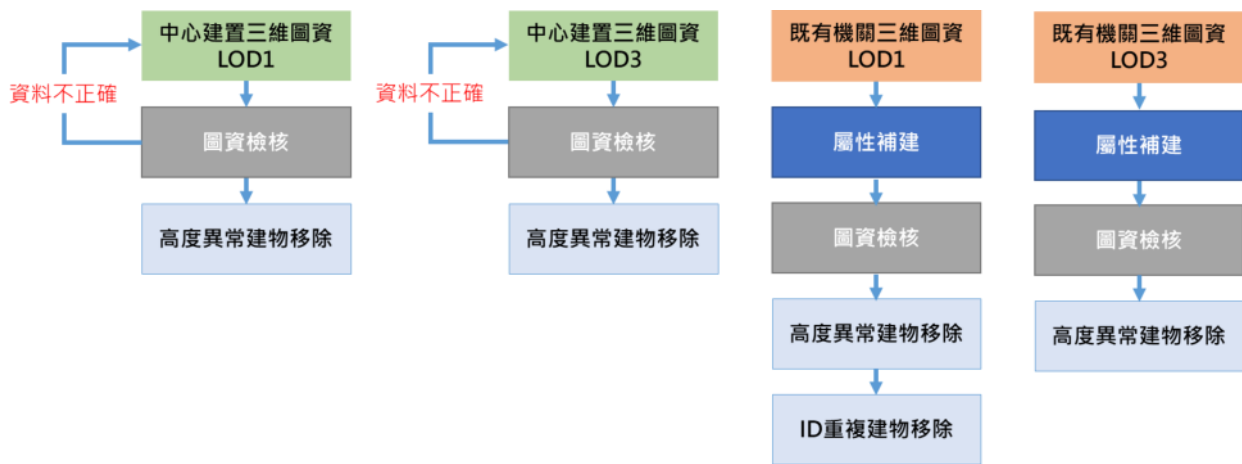 中心建置三維圖資
LOD1
資料不正確
圖資檢核
高度異常建物移除
中心建置三維圖資
LOD3
資料不正確
圖資檢核
高度異常建物移除
既有機關三維圖資
LOD1
屬性補建
圖資檢核
高度異常建物移除
ID重複建物移除
既有機關三維圖資
LOD3
屬性補建
圖資檢核
高度異常建物移除